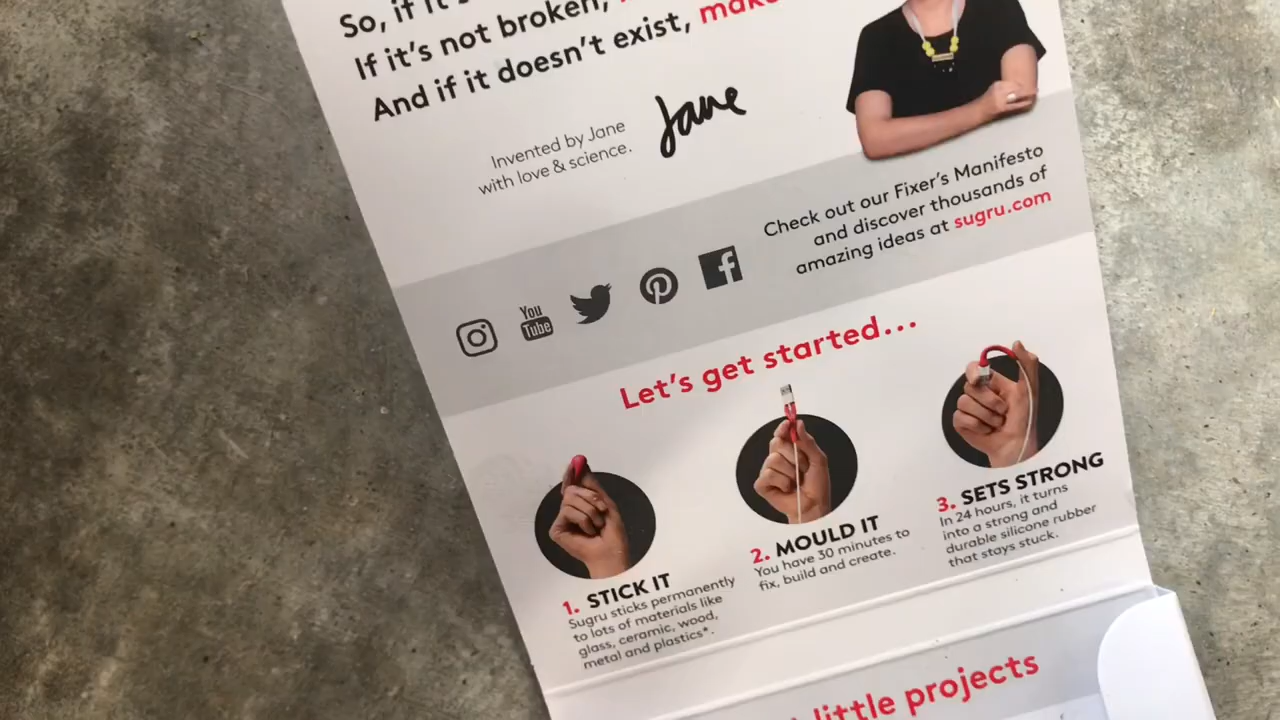 So, if it's
If it's not broken,
And if it doesn't exist, make
Invented by Jane
with love & science.
Jane
Check out our Fixer's Manifesto
and discover thousands of
amazing ideas at sugru.com
You
Tube
Let's get started...
1. STICK IT
Sugru sticks permanently
to lots of materials like
glass, ceramic, wood,
metal and plastics*.
2. MOULD IT
You have 30 minutes to
fix, build and create.
3. SETS STRONG
In 24 hours, it turns
into a strong and
durable silicone rubber
that stays stuck.
little projects